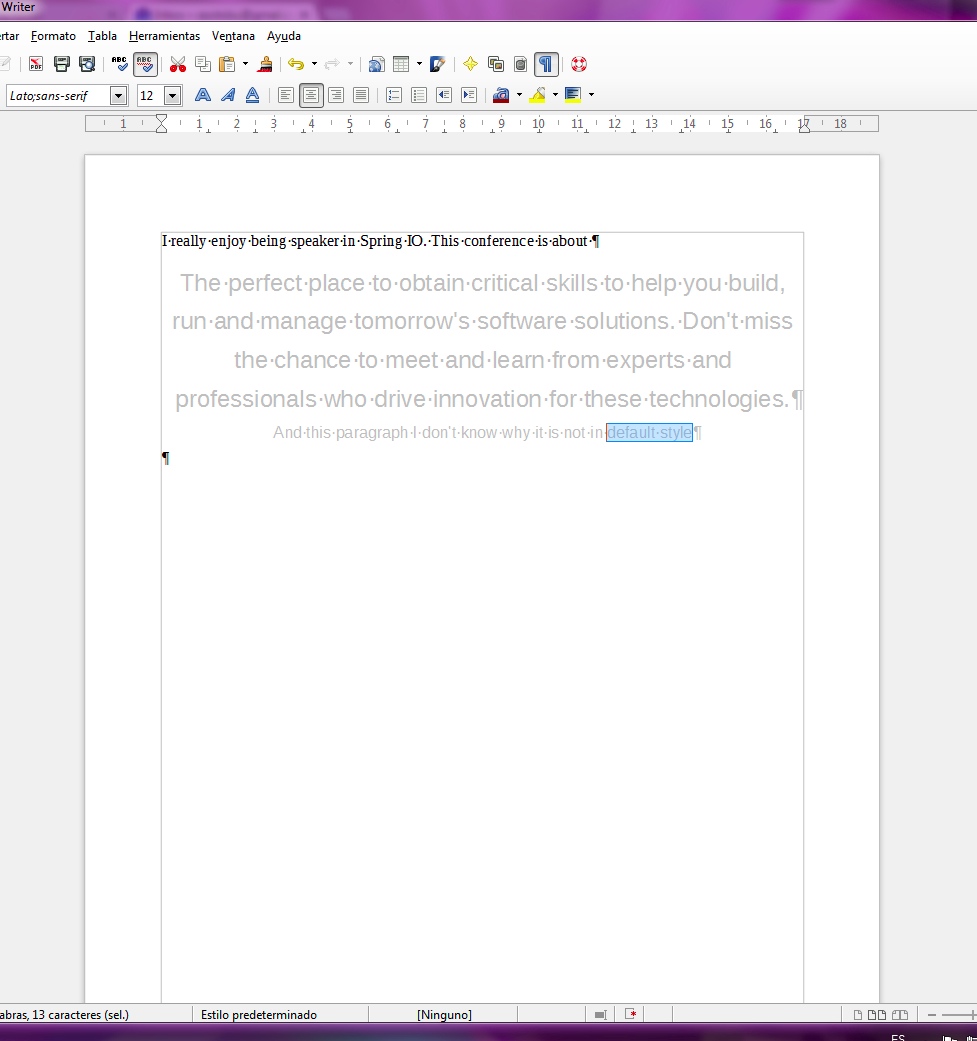 Writer
rtar Formato Tabla Herramientas Ventana Ayuda
PDF ABC ABC
Lato;sans-serif 12 A A A
1 1 2 3 4 5 6 7 8 9 10 11 12 13 14 15 16 17 18
I·really·enjoy·being·speaker·in·Spring·IO.·This·conference·is·about·¶
The·perfect·place·to·obtain·critical·skills·to·help·you·build,
run·and·manage·tomorrow's·software·solutions.·Don't·miss
the·chance·to·meet·and·learn·from·experts·and
professionals·who·drive·innovation·for·these·technologies.¶
And·this·paragraph·I·don't·know·why·it·is·not·in·default·style¶
¶
abras, 13 caracteres (sel.) Estilo predeterminado [Ninguno]
ES